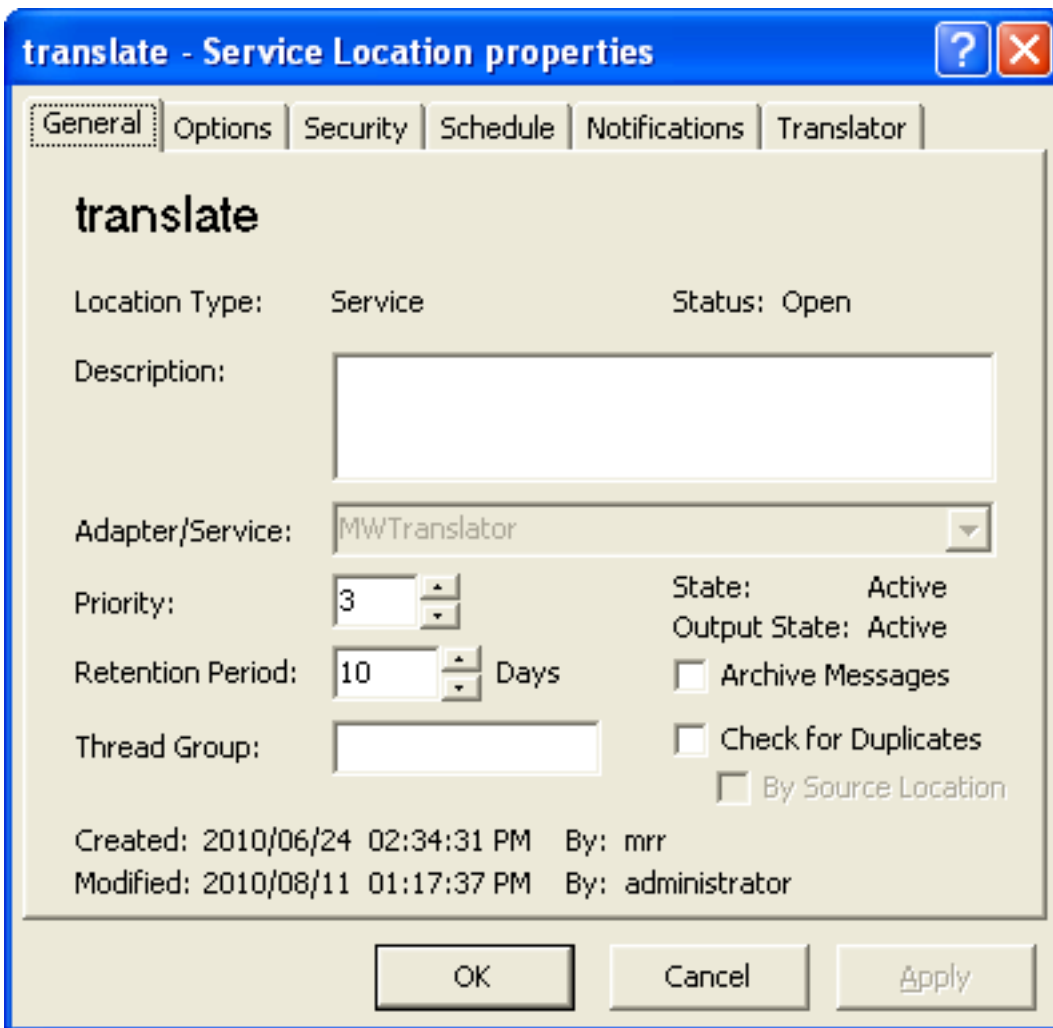 translate - Service Location properties
General Options Security Schedule Notifications Translator
translate
Location Type: Service Status: Open
Description:
Adapter/Service: MWTranslator
Priority: 3 State: Active
Output State: Active
Retention Period: 10 Days Archive Messages
Thread Group: Check for Duplicates
By Source Location
Created: 2010/06/24 02:34:31 PM By: mrr
Modified: 2010/08/11 01:17:37 PM By: administrator
OK Cancel Apply